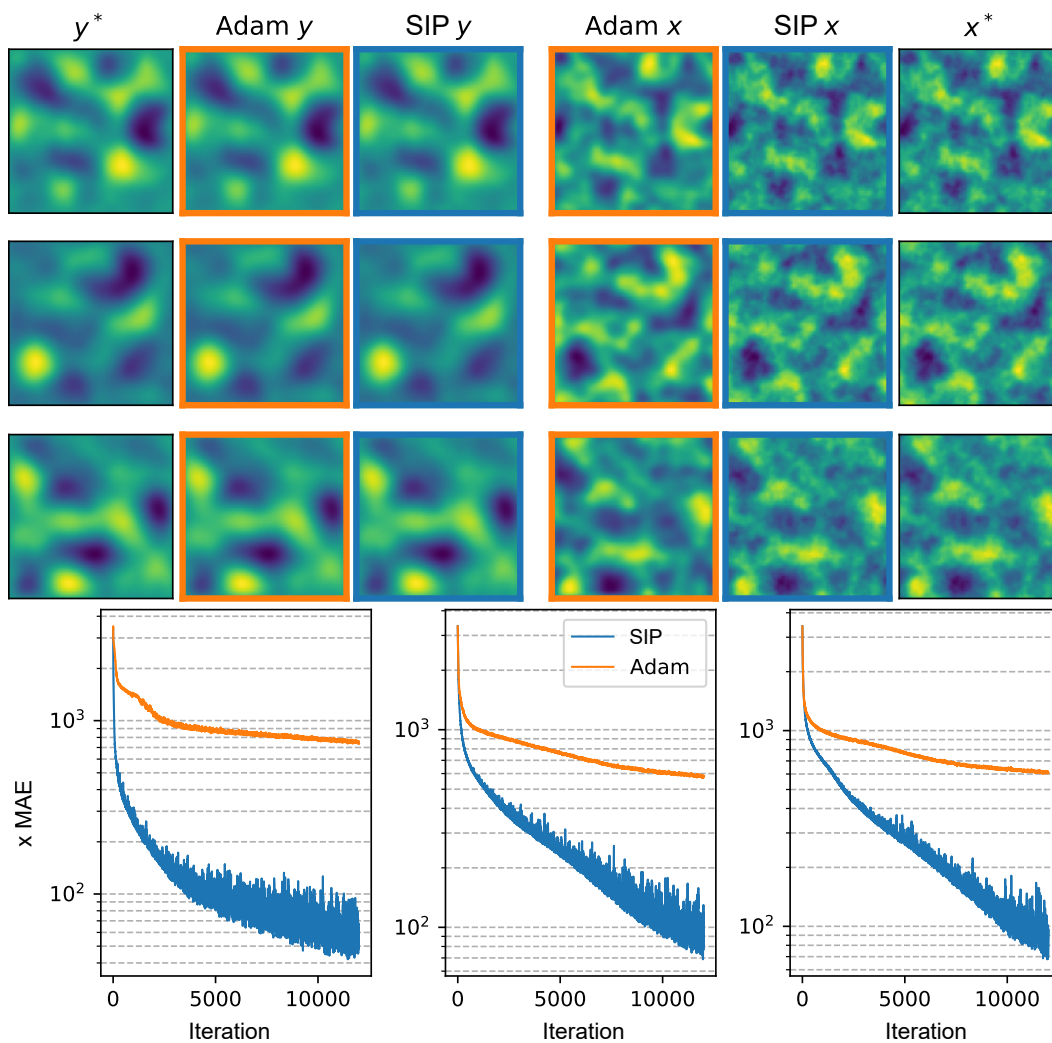 y* Adam y SIP y Adam x SIP x x*
SIP
Adam
x MAE
10³
10²
0 5000 10000
Iteration
10³
10²
0 5000 10000
Iteration
10³
10²
0 5000 10000
Iteration